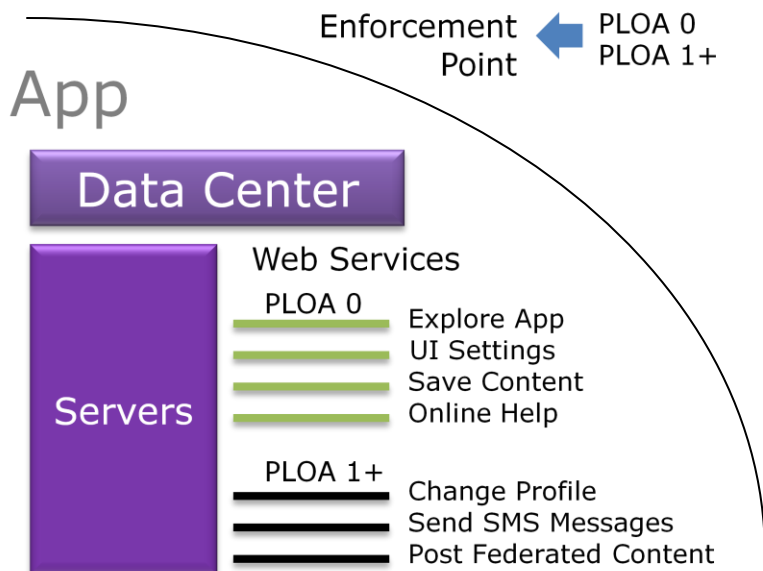 Enforcement
Point
PLOA 0
PLOA 1+
App
Data Center
Servers
Web Services
PLOA 0
Explore App
UI Settings
Save Content
Online Help
PLOA 1+
Change Profile
Send SMS Messages
Post Federated Content